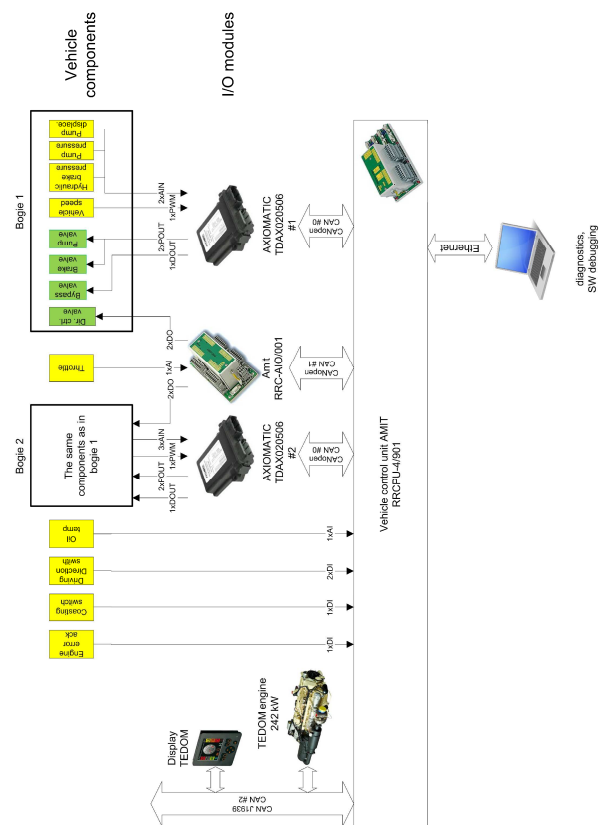 Vehicle
components
I/O modules
Bogie 1
Pump
displace.
Pump
pressure
Hydraulic
brake
pressure
Vehicle
speed
Pump
valve
Brake
valve
Bypass
valve
Dir. ctrl.
valve
2xAIN
1xPWM
2xPOUT
1xDOUT
AXIOMATIC
TDAX020506
#1
CANopen
CAN #0
Ethernet
diagnostics,
SW debugging
Throttle
2xDO
1xAI
2xDO
Amt
RRC-AIO/001
CANopen
CAN #1
Bogie 2
The same
components as in
bogie 1
3xAIN
1xPWM
2xPOUT
1xDOUT
AXIOMATIC
TDAX020506
#2
CANopen
CAN #0
Vehicle control unit AMIT
RRCPU-4/901
Oil
temp
1xAI
Driving
Direction
swith
2xDI
Coasting
switch
1xDI
Engine
error
ack
1xDI
Display
TEDOM
TEDOM engine
242 kW
CAN J1939
CAN #2